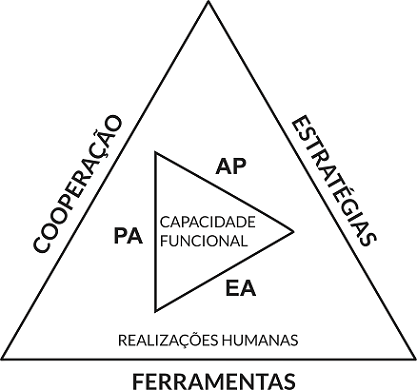 COOPERAÇÃO
ESTRATÉGIAS
AP
PA
CAPACIDADE
FUNCIONAL
EA
REALIZAÇÕES HUMANAS
FERRAMENTAS